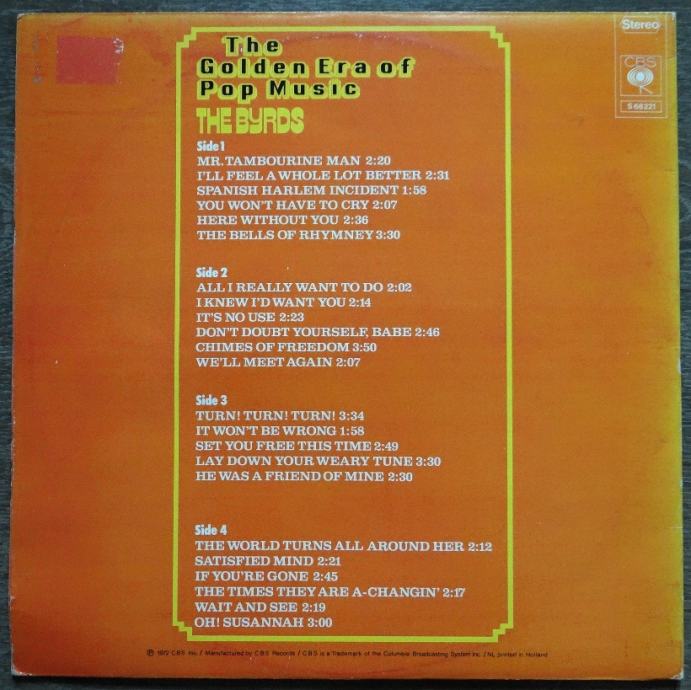 The
Golden Era of
Pop Music
THE BYRDS
Stereo
CBS
S 66221
Side 1
MR. TAMBOURINE MAN 2:20
I'LL FEEL A WHOLE LOT BETTER 2:31
SPANISH HARLEM INCIDENT 1:58
YOU WON'T HAVE TO CRY 2:07
HERE WITHOUT YOU 2:36
THE BELLS OF RHYMNEY 3:30
Side 2
ALL I REALLY WANT TO DO 2:02
I KNEW I'D WANT YOU 2:14
IT'S NO USE 2:23
DON'T DOUBT YOURSELF, BABE 2:46
CHIMES OF FREEDOM 3:50
WE'LL MEET AGAIN 2:07
Side 3
TURN! TURN! TURN! 3:34
IT WON'T BE WRONG 1:58
SET YOU FREE THIS TIME 2:49
LAY DOWN YOUR WEARY TUNE 3:30
HE WAS A FRIEND OF MINE 2:30
Side 4
THE WORLD TURNS ALL AROUND HER 2:12
SATISFIED MIND 2:21
IF YOU'RE GONE 2:45
THE TIMES THEY ARE A-CHANGIN' 2:17
WAIT AND SEE 2:19
OH! SUSANNAH 3:00
℗ 1972 CBS Inc. / Manufactured by CBS Records / CBS is a Trademark of the Columbia Broadcasting System Inc. / NL printed in Holland